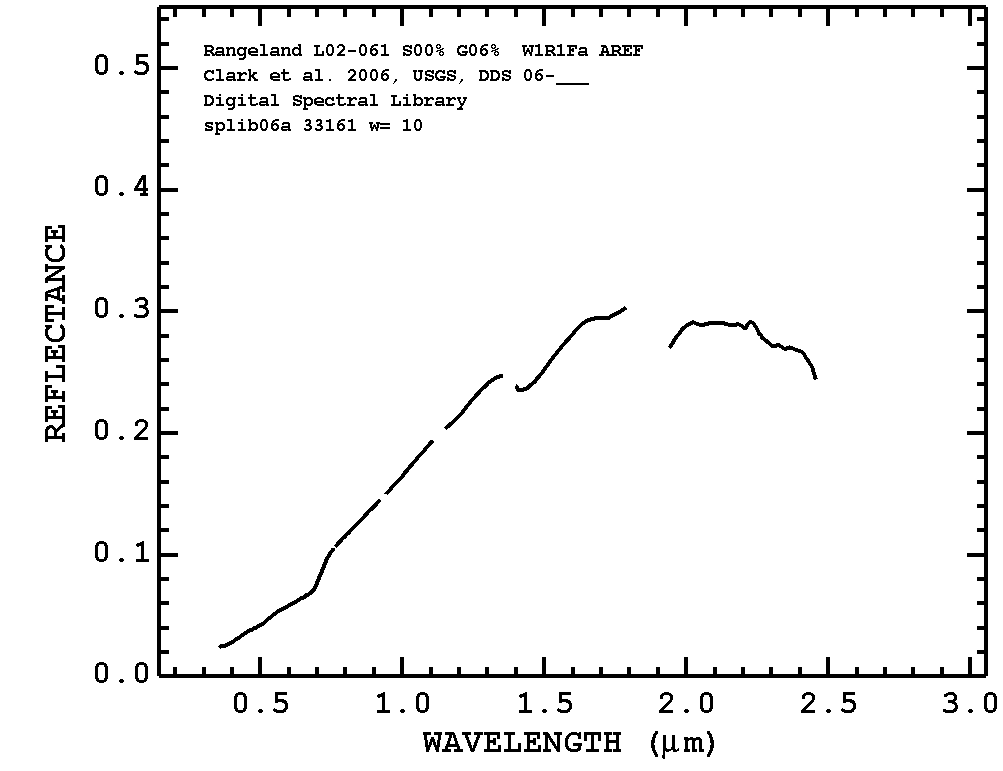 Rangeland L02-061 S00% G06%  W1R1Fa AREF
Clark et al. 2006, USGS, DDS 06-___
Digital Spectral Library
splib06a 33161 w= 10
REFLECTANCE
0.5
0.4
0.3
0.2
0.1
0.0
0.5 1.0 1.5 2.0 2.5 3.0
WAVELENGTH (μm)